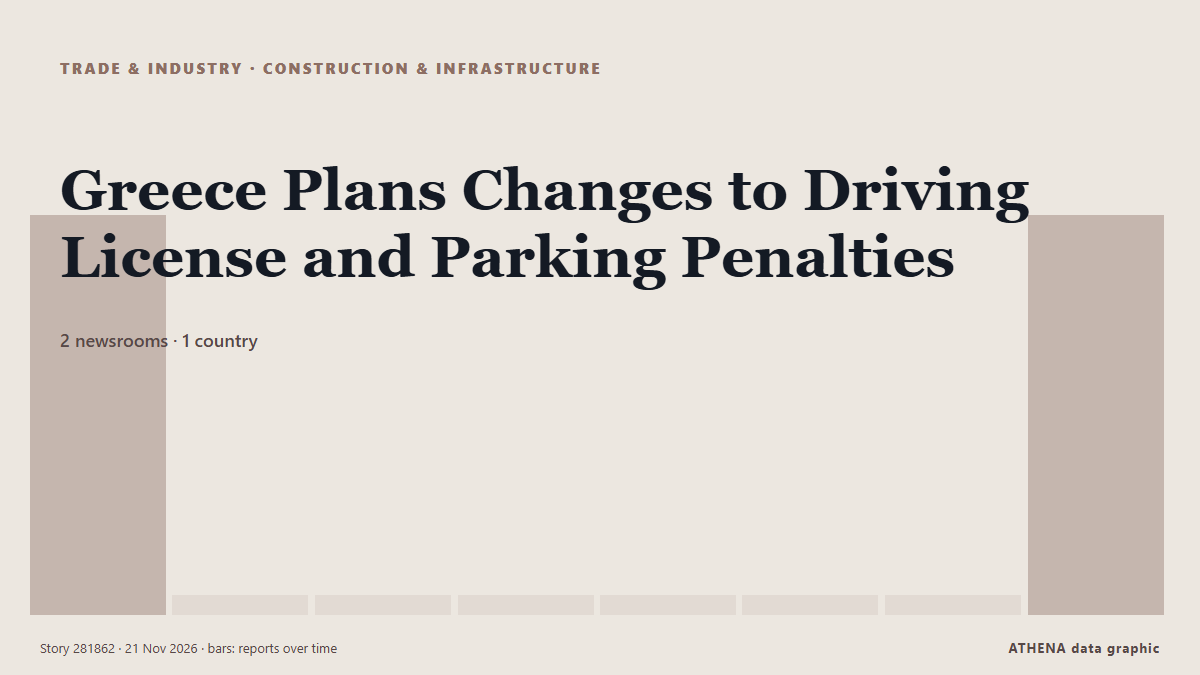 TRADE & INDUSTRY · CONSTRUCTION & INFRASTRUCTURE
Greece Plans Changes to Driving
License and Parking Penalties
2 newsrooms · 1 country
Story 281862 · 21 Nov 2026 · bars: reports over time
ATHENA data graphic